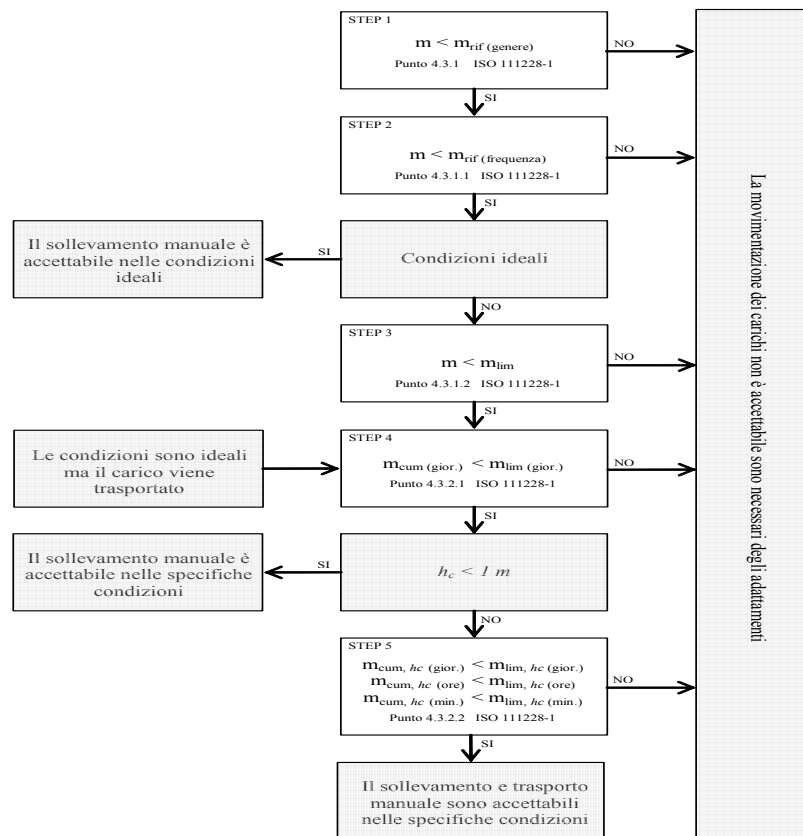 STEP 1
m < mrif (genere)
Punto 4.3.1 ISO 111228-1
NO
SI
STEP 2
m < mrif (frequenza)
Punto 4.3.1.1 ISO 111228-1
NO
SI
Il sollevamento manuale è
accettabile nelle condizioni
ideali
SI
Condizioni ideali
NO
STEP 3
m < mlim
Punto 4.3.1.2 ISO 111228-1
NO
SI
Le condizioni sono ideali
ma il carico viene
trasportato
STEP 4
mcum (gior.) < mlim (gior.)
Punto 4.3.2.1 ISO 111228-1
NO
SI
Il sollevamento manuale è
accettabile nelle specifiche
condizioni
SI
hc < 1 m
NO
STEP 5
mcum, hc (gior.) < mlim, hc (gior.)
mcum, hc (ore) < mlim, hc (ore)
mcum, hc (min.) < mlim, hc (min.)
Punto 4.3.2.2 ISO 111228-1
NO
SI
Il sollevamento e trasporto
manuale sono accettabili
nelle specifiche condizioni
La movimentazione dei carichi non è accettabile sono necessari degli adattamenti